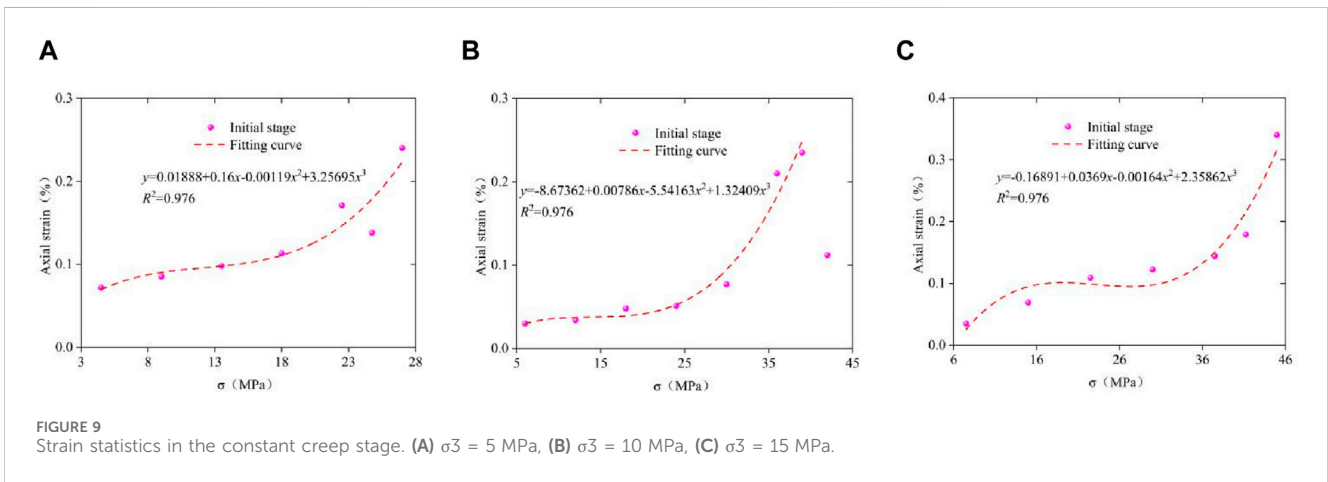 A
0.3
0.2
0.1
0.0
Axial strain (%)
Initial stage
Fitting curve
y=0.01888+0.16x-0.00119x²+3.25695x³
R²=0.976
3 8 13 18 23 28
σ (MPa)
B
0.3
0.2
0.1
0.0
Axial strain (%)
Initial stage
Fitting curve
y=-8.67362+0.00786x-5.54163x²+1.32409x³
R²=0.976
5 15 25 35 45
σ (MPa)
C
0.4
0.3
0.2
0.1
0.0
Axial strain (%)
Initial stage
Fitting curve
y=-0.16891+0.0369x-0.00164x²+2.35862x³
R²=0.976
6 16 26 36 46
σ (MPa)
FIGURE 9
Strain statistics in the constant creep stage. (A) σ3 = 5 MPa, (B) σ3 = 10 MPa, (C) σ3 = 15 MPa.